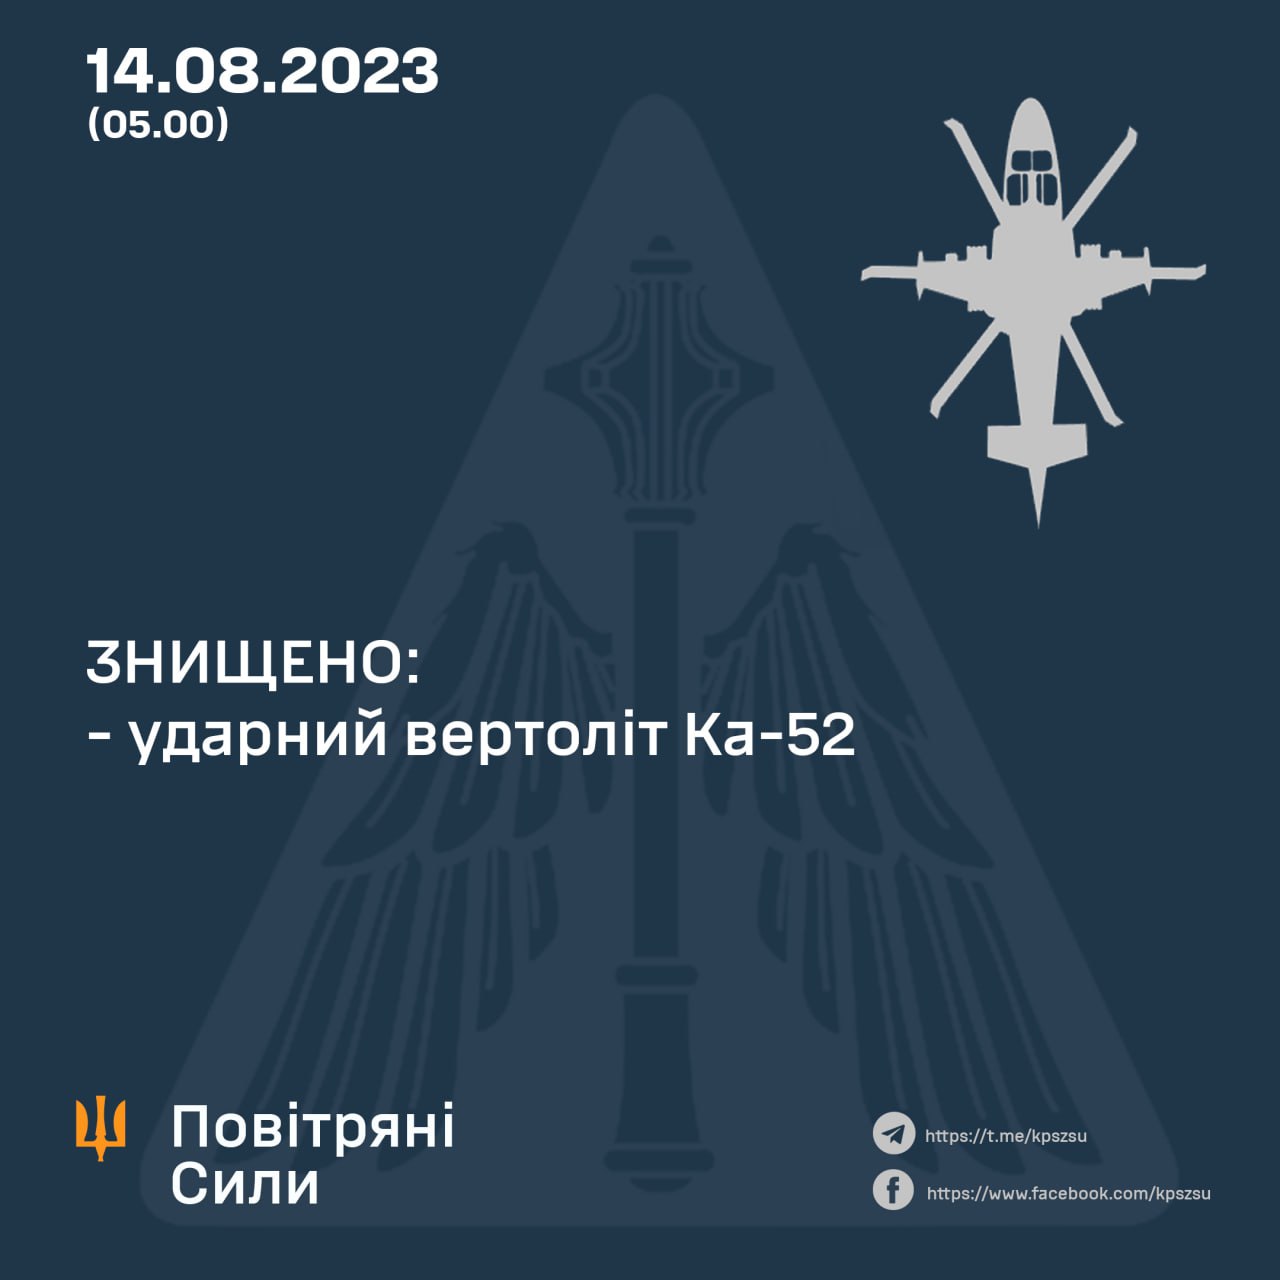 14.08.2023
(05.00)
ЗНИЩЕНО:
- ударний вертоліт Ка-52
Повітряні
Сили
https://t.me/kpszsu
https://www.facebook.com/kpszsu